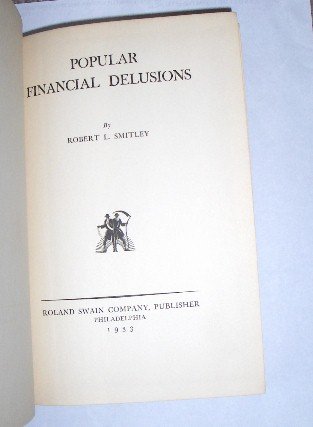 POPULAR
FINANCIAL DELUSIONS
By
ROBERT L. SMITLEY
ROLAND SWAIN COMPANY, PUBLISHER
PHILADELPHIA
1933